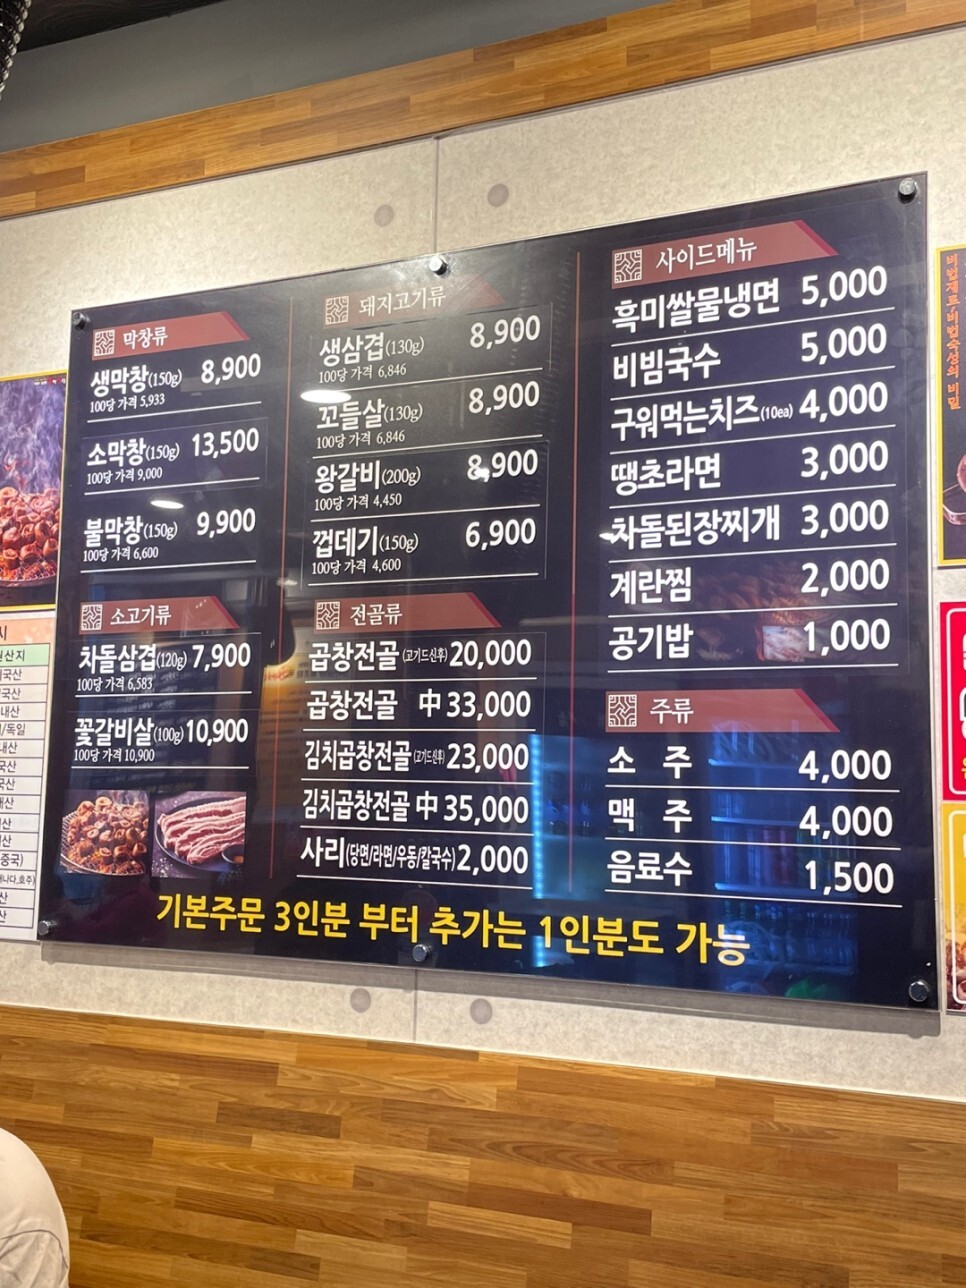 막창류
생막창(150g) 8,900
100당 가격 5,933
소막창(150g) 13,500
100당 가격 9,000
불막창(150g) 9,900
100당 가격 6,600
소고기류
차돌삼겹(120g) 7,900
100당 가격 6,583
꽃갈비살(100g) 10,900
100당 가격 10,900
돼지고기류
생삼겹(130g) 8,900
100당 가격 6,846
꼬들살(130g) 8,900
100당 가격 6,846
왕갈비(200g) 8,900
100당 가격 4,450
껍데기(150g) 6,900
100당 가격 4,600
전골류
곱창전골(고기드신후) 20,000
곱창전골 中 33,000
김치곱창전골(고기드신후) 23,000
김치곱창전골 中 35,000
사리(당면/라면/우동/칼국수) 2,000
사이드메뉴
흑미쌀물냉면 5,000
비빔국수 5,000
구워먹는치즈(10ea) 4,000
땡초라면 3,000
차돌된장찌개 3,000
계란찜 2,000
공기밥 1,000
주류
소 주 4,000
맥 주 4,000
음료수 1,500
기본주문 3인분 부터 추가는 1인분도 가능